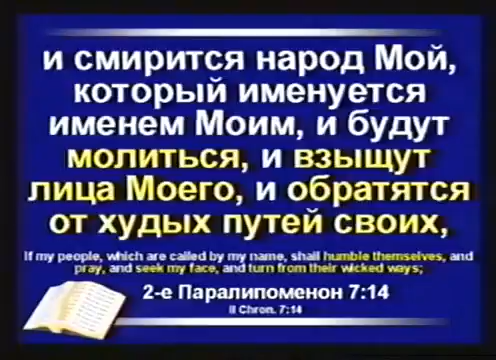 и смирится народ Мой,
который именуется
именем Моим, и будут
молиться, и взыщут
лица Моего, и обратятся
от худых путей своих,
If my people, which are called by my name, shall humble themselves, and
pray, and seek my face, and turn from their wicked ways;
2-е Паралипоменон 7:14
II Chron. 7:14